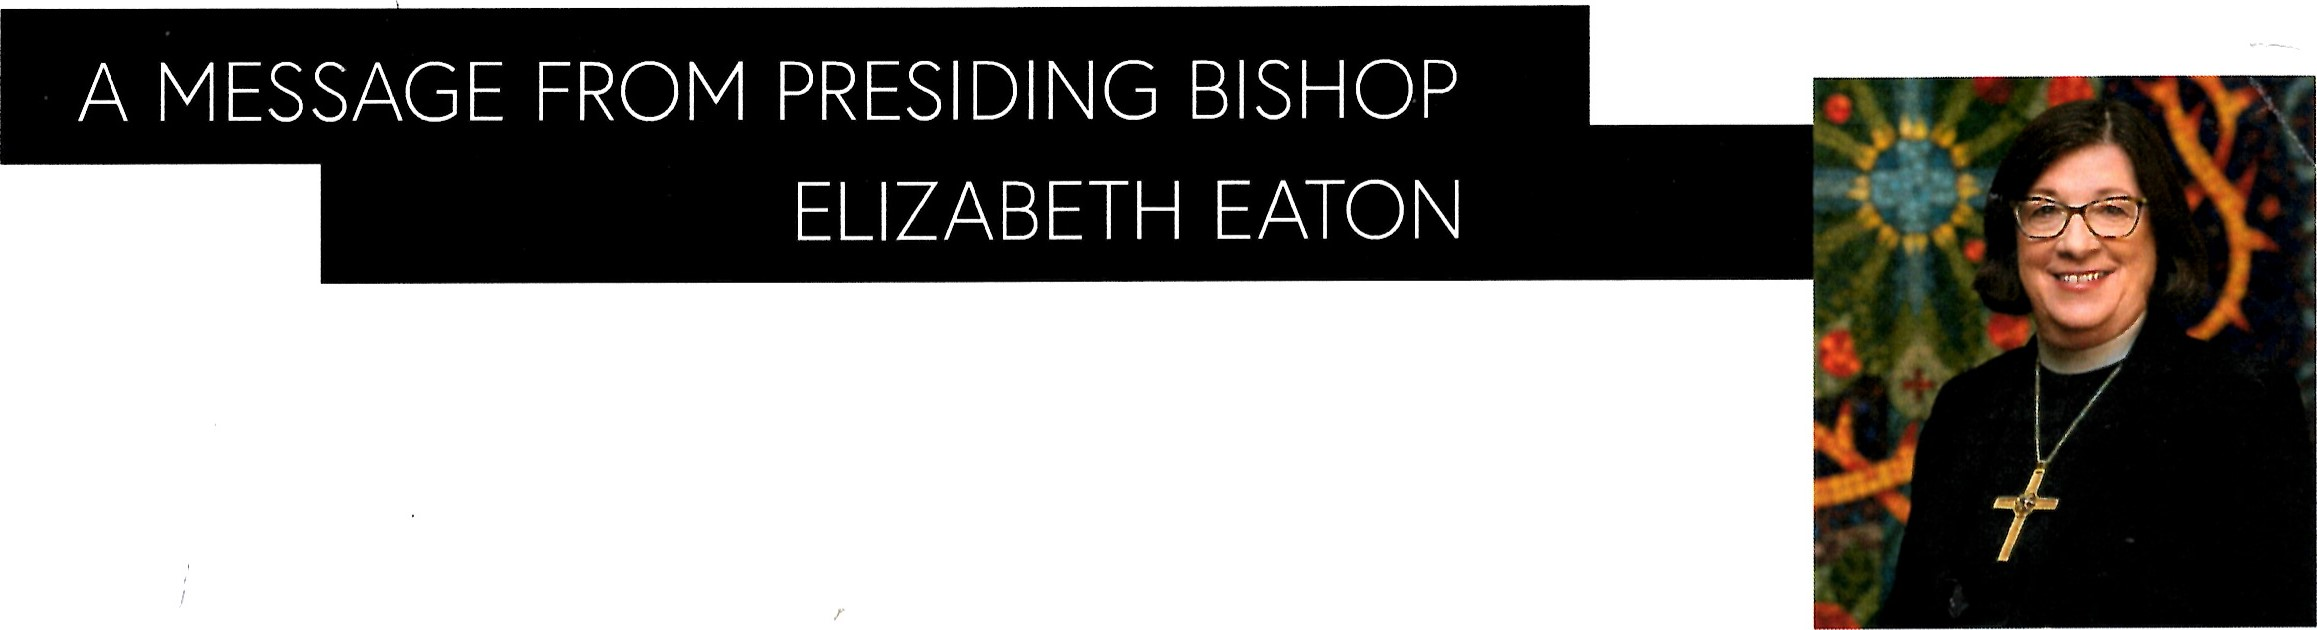 A MESSAGE FROM PRESIDING BISHOP
ELIZABETH EATON